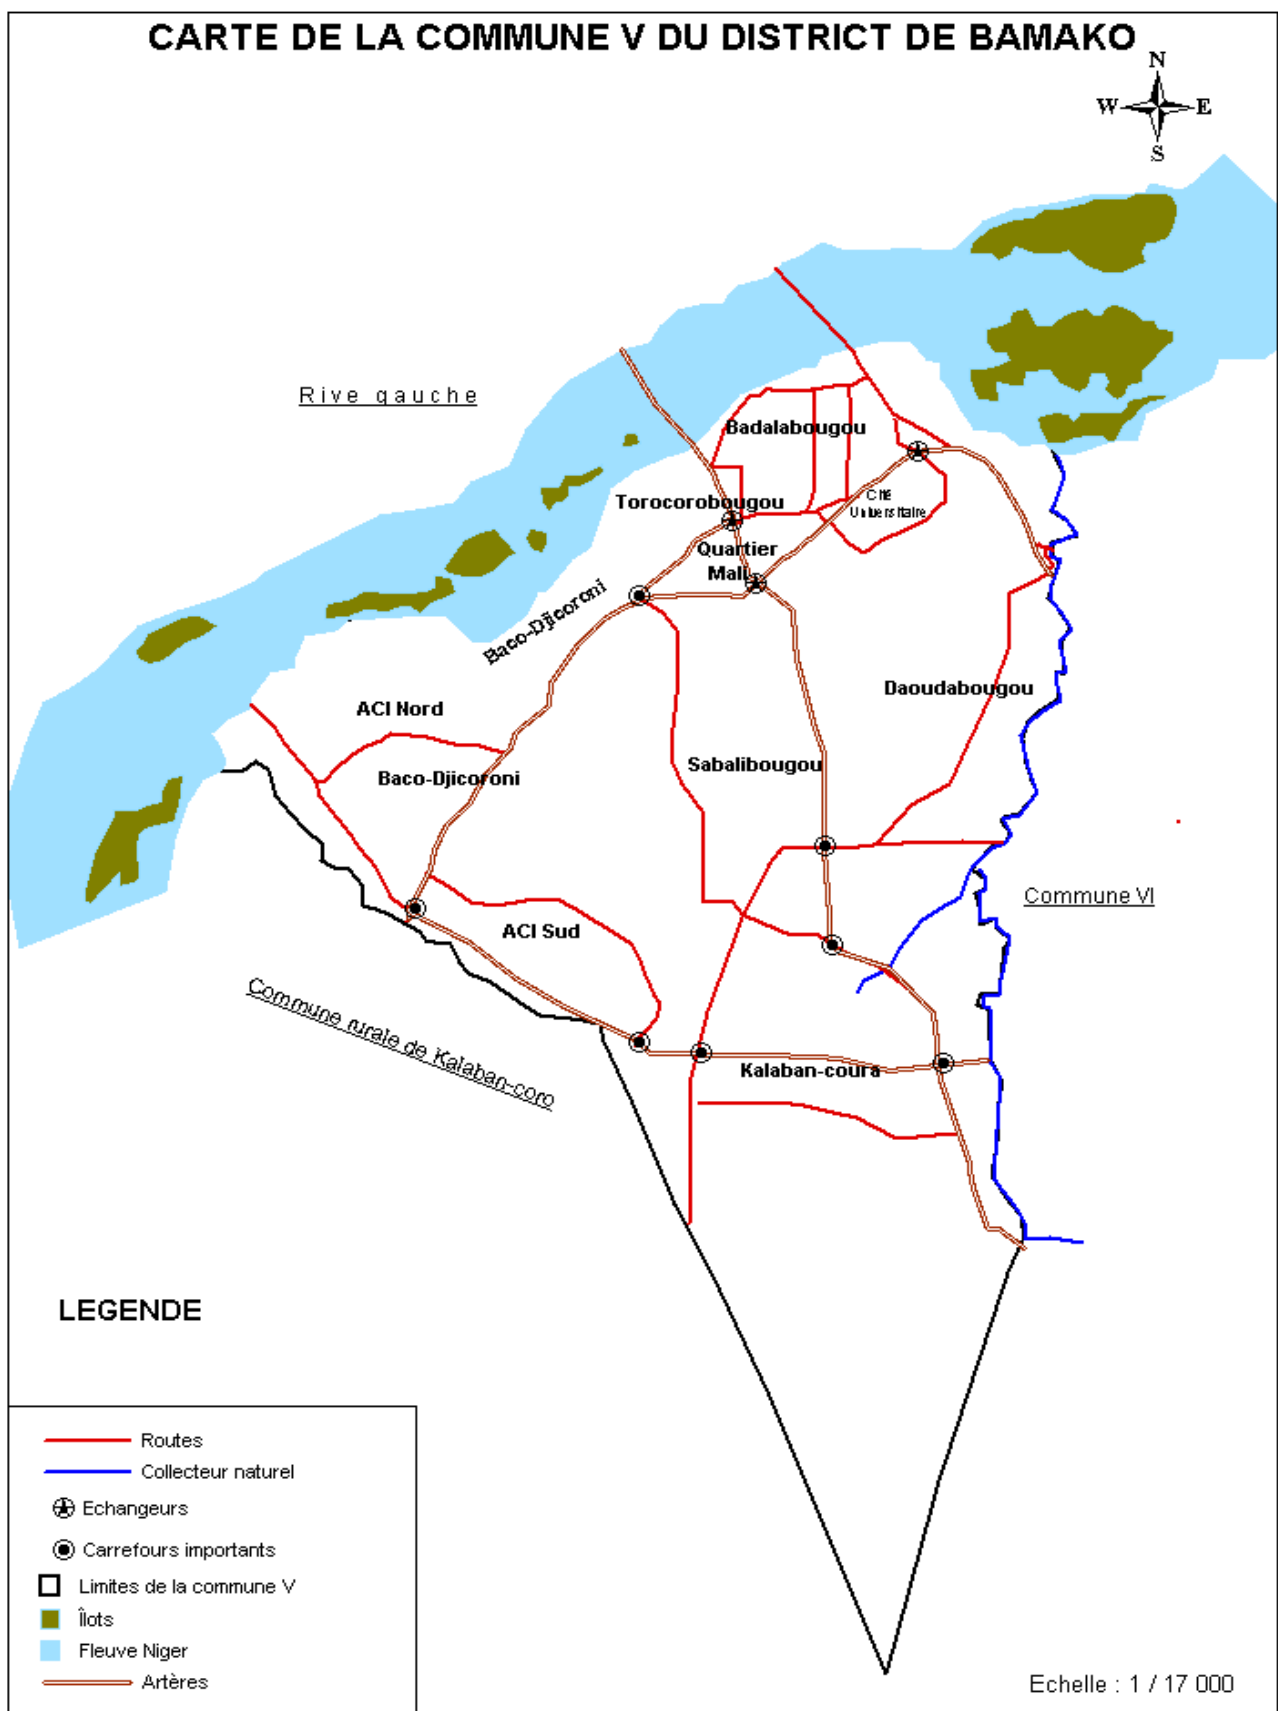 CARTE DE LA COMMUNE V DU DISTRICT DE BAMAKO
N
W E
S
Rive gauche
Badalabougou
Torocorobougou
Cité
Universitaire
Quartier
Mali
Baco-Djicoroni
Daoudabougou
ACI Nord
Sabalibougou
Baco-Djicoroni
Commune VI
ACI Sud
Commune rurale de Kalaban-coro
Kalaban-coura
LEGENDE
Routes
Collecteur naturel
Echangeurs
Carrefours importants
Limites de la commune V
Îlots
Fleuve Niger
Artères
Echelle : 1 / 17 000